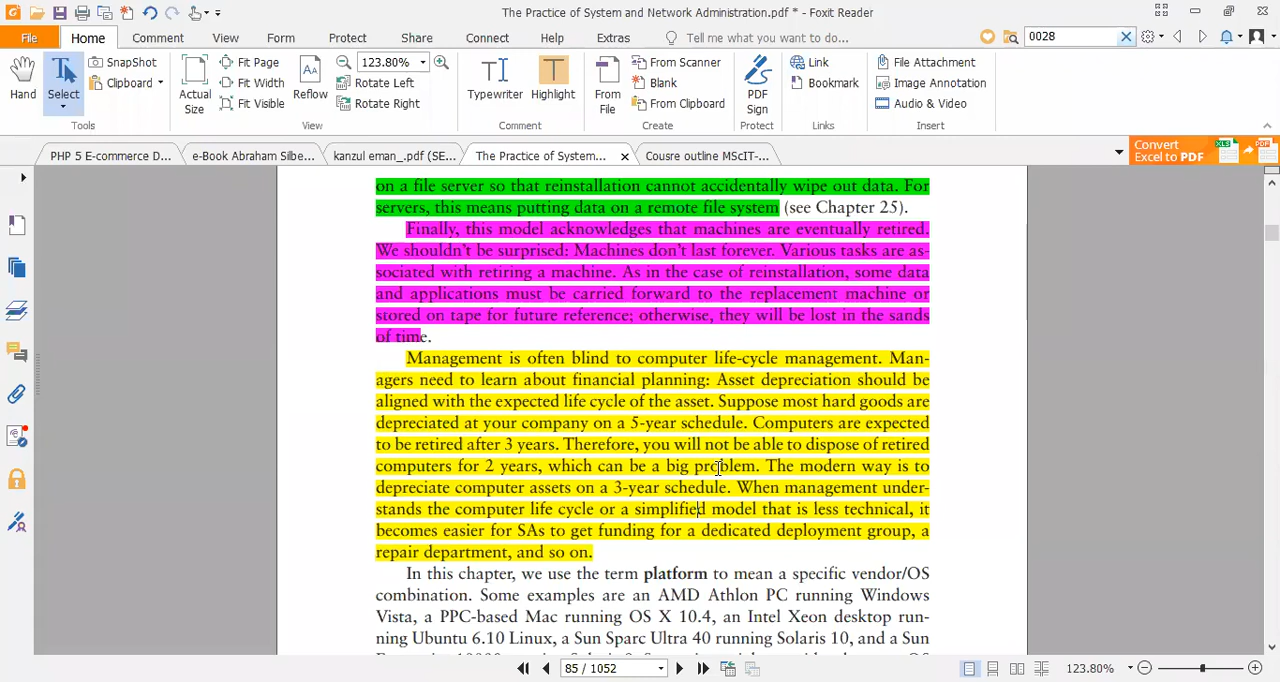 The Practice of System and Network Administration.pdf * - Foxit Reader
File Home Comment View Form Protect Share Connect Help Extras Tell me what you want to do... 0028
Hand
Select
SnapShot
Clipboard
Tools
Actual Size
Fit Page
Fit Width
Fit Visible
Reflow
123.80%
Rotate Left
Rotate Right
View
Typewriter
Highlight
Comment
From File
From Scanner
Blank
From Clipboard
Create
PDF Sign
Protect
Link
Bookmark
Links
File Attachment
Image Annotation
Audio & Video
Insert
PHP 5 E-commerce D... e-Book Abraham Silbe... kanzul eman_.pdf (SE... The Practice of System... Cousre outline MScIT-...
Convert
Excel to PDF
on a file server so that reinstallation cannot accidentally wipe out data. For
servers, this means putting data on a remote file system (see Chapter 25).
Finally, this model acknowledges that machines are eventually retired.
We shouldn't be surprised: Machines don't last forever. Various tasks are as-
sociated with retiring a machine. As in the case of reinstallation, some data
and applications must be carried forward to the replacement machine or
stored on tape for future reference; otherwise, they will be lost in the sands
of time.
Management is often blind to computer life-cycle management. Man-
agers need to learn about financial planning: Asset depreciation should be
aligned with the expected life cycle of the asset. Suppose most hard goods are
depreciated at your company on a 5-year schedule. Computers are expected
to be retired after 3 years. Therefore, you will not be able to dispose of retired
computers for 2 years, which can be a big problem. The modern way is to
depreciate computer assets on a 3-year schedule. When management under-
stands the computer life cycle or a simplified model that is less technical, it
becomes easier for SAs to get funding for a dedicated deployment group, a
repair department, and so on.
In this chapter, we use the term platform to mean a specific vendor/OS
combination. Some examples are an AMD Athlon PC running Windows
Vista, a PPC-based Mac running OS X 10.4, an Intel Xeon desktop run-
ning Ubuntu 6.10 Linux, a Sun Sparc Ultra 40 running Solaris 10, and a Sun
85 / 1052
123.80%